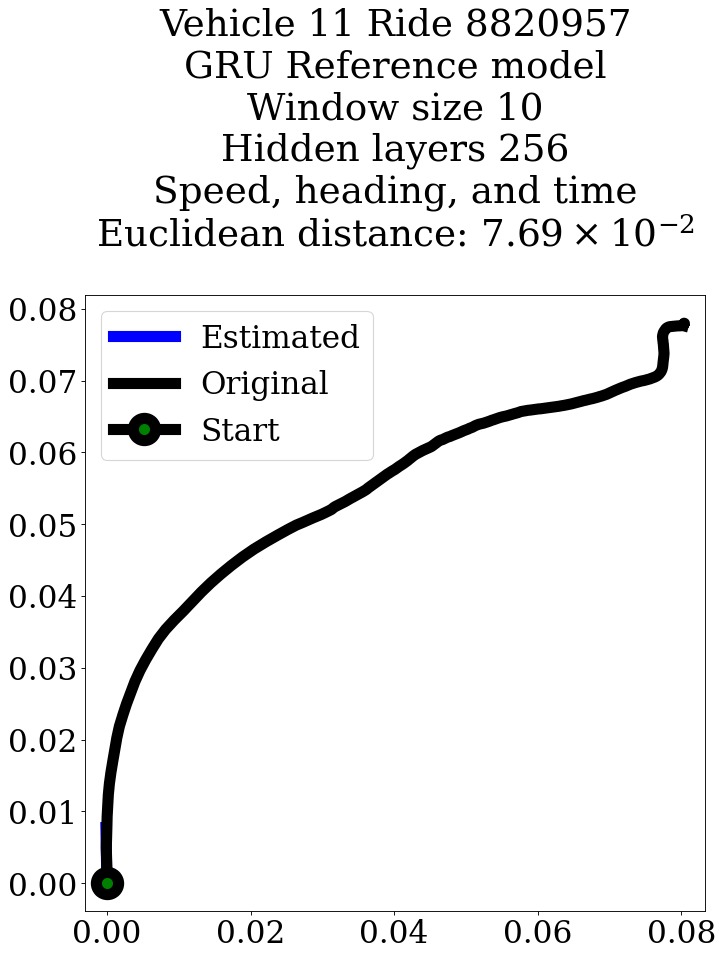 Vehicle 11 Ride 8820957
GRU Reference model
Window size 10
Hidden layers 256
Speed, heading, and time
Euclidean distance: 7.69 × 10⁻²
Estimated
Original
Start
0.08
0.07
0.06
0.05
0.04
0.03
0.02
0.01
0.00
0.00 0.02 0.04 0.06 0.08